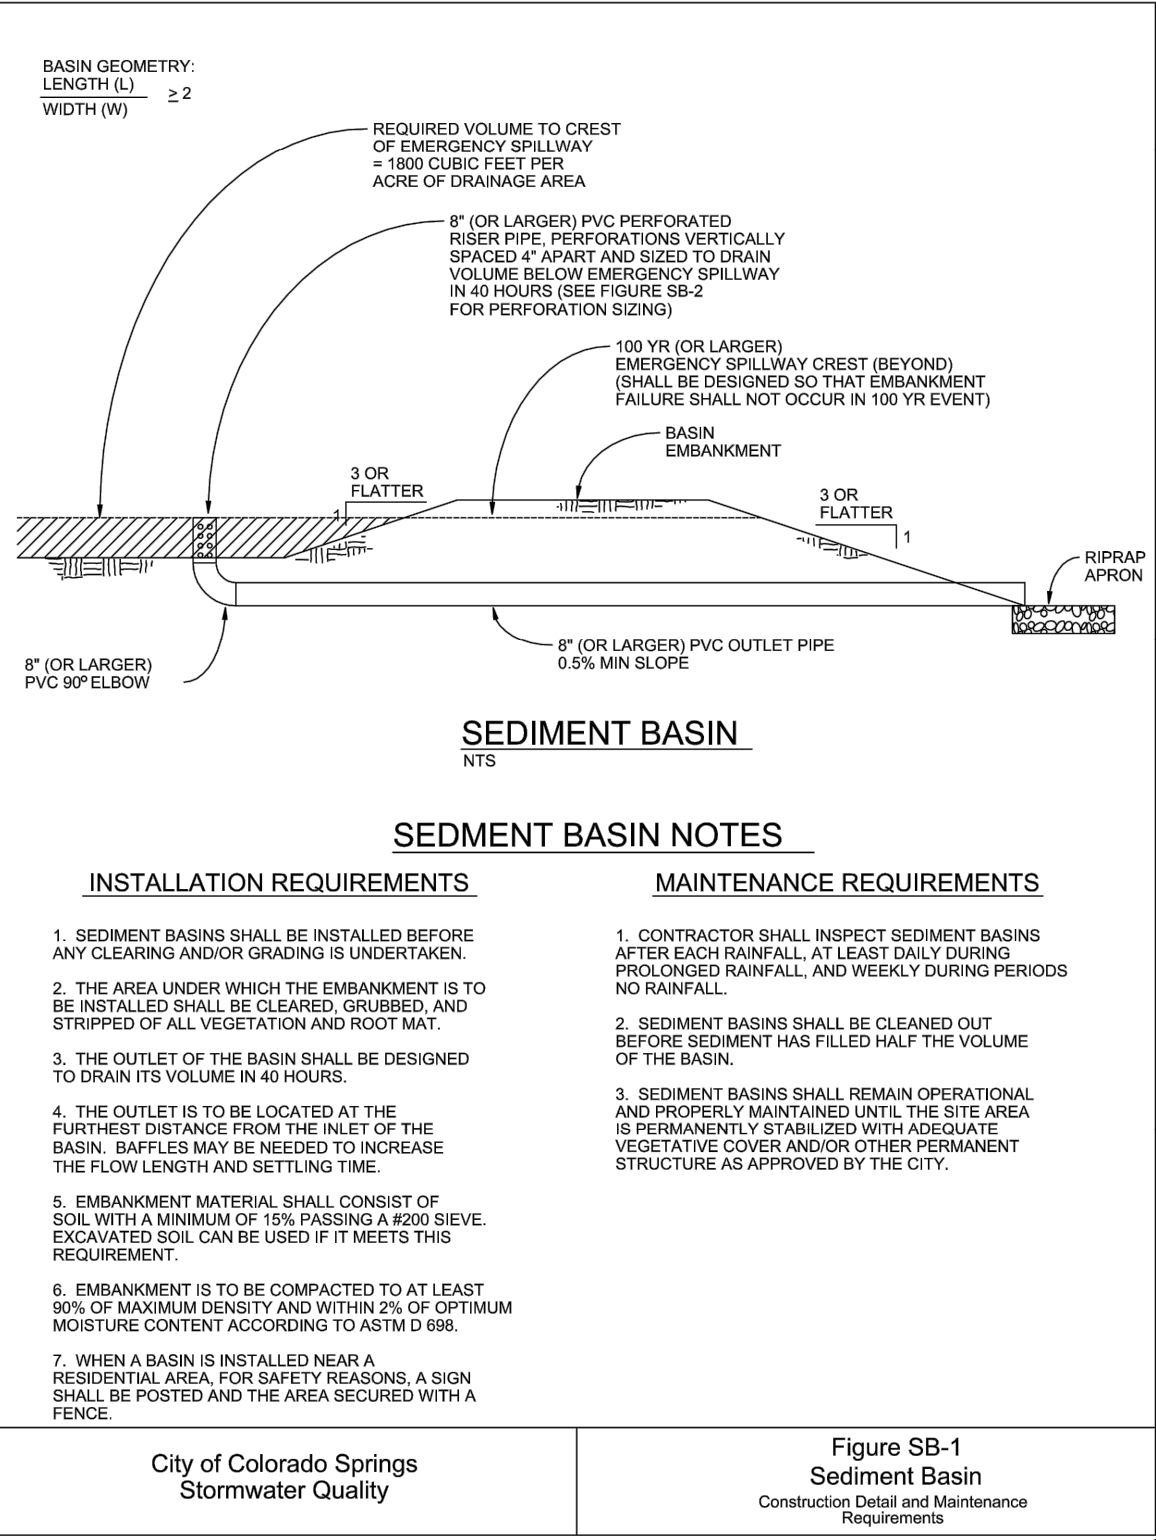 BASIN GEOMETRY:
LENGTH (L)
WIDTH (W)
≥ 2
REQUIRED VOLUME TO CREST
OF EMERGENCY SPILLWAY
= 1800 CUBIC FEET PER
ACRE OF DRAINAGE AREA
8" (OR LARGER) PVC PERFORATED
RISER PIPE, PERFORATIONS VERTICALLY
SPACED 4" APART AND SIZED TO DRAIN
VOLUME BELOW EMERGENCY SPILLWAY
IN 40 HOURS (SEE FIGURE SB-2
FOR PERFORATION SIZING)
100 YR (OR LARGER)
EMERGENCY SPILLWAY CREST (BEYOND)
(SHALL BE DESIGNED SO THAT EMBANKMENT
FAILURE SHALL NOT OCCUR IN 100 YR EVENT)
BASIN
EMBANKMENT
3 OR
FLATTER
1
3 OR
FLATTER
1
RIPRAP
APRON
8" (OR LARGER) PVC OUTLET PIPE
0.5% MIN SLOPE
8" (OR LARGER)
PVC 90º ELBOW
SEDIMENT BASIN
NTS
SEDMENT BASIN NOTES
INSTALLATION REQUIREMENTS
1. SEDIMENT BASINS SHALL BE INSTALLED BEFORE
ANY CLEARING AND/OR GRADING IS UNDERTAKEN.
2. THE AREA UNDER WHICH THE EMBANKMENT IS TO
BE INSTALLED SHALL BE CLEARED, GRUBBED, AND
STRIPPED OF ALL VEGETATION AND ROOT MAT.
3. THE OUTLET OF THE BASIN SHALL BE DESIGNED
TO DRAIN ITS VOLUME IN 40 HOURS.
4. THE OUTLET IS TO BE LOCATED AT THE
FURTHEST DISTANCE FROM THE INLET OF THE
BASIN. BAFFLES MAY BE NEEDED TO INCREASE
THE FLOW LENGTH AND SETTLING TIME.
5. EMBANKMENT MATERIAL SHALL CONSIST OF
SOIL WITH A MINIMUM OF 15% PASSING A #200 SIEVE.
EXCAVATED SOIL CAN BE USED IF IT MEETS THIS
REQUIREMENT.
6. EMBANKMENT IS TO BE COMPACTED TO AT LEAST
90% OF MAXIMUM DENSITY AND WITHIN 2% OF OPTIMUM
MOISTURE CONTENT ACCORDING TO ASTM D 698.
7. WHEN A BASIN IS INSTALLED NEAR A
RESIDENTIAL AREA, FOR SAFETY REASONS, A SIGN
SHALL BE POSTED AND THE AREA SECURED WITH A
FENCE.
MAINTENANCE REQUIREMENTS
1. CONTRACTOR SHALL INSPECT SEDIMENT BASINS
AFTER EACH RAINFALL, AT LEAST DAILY DURING
PROLONGED RAINFALL, AND WEEKLY DURING PERIODS
NO RAINFALL.
2. SEDIMENT BASINS SHALL BE CLEANED OUT
BEFORE SEDIMENT HAS FILLED HALF THE VOLUME
OF THE BASIN.
3. SEDIMENT BASINS SHALL REMAIN OPERATIONAL
AND PROPERLY MAINTAINED UNTIL THE SITE AREA
IS PERMANENTLY STABILIZED WITH ADEQUATE
VEGETATIVE COVER AND/OR OTHER PERMANENT
STRUCTURE AS APPROVED BY THE CITY.
City of Colorado Springs
Stormwater Quality
Figure SB-1
Sediment Basin
Construction Detail and Maintenance
Requirements